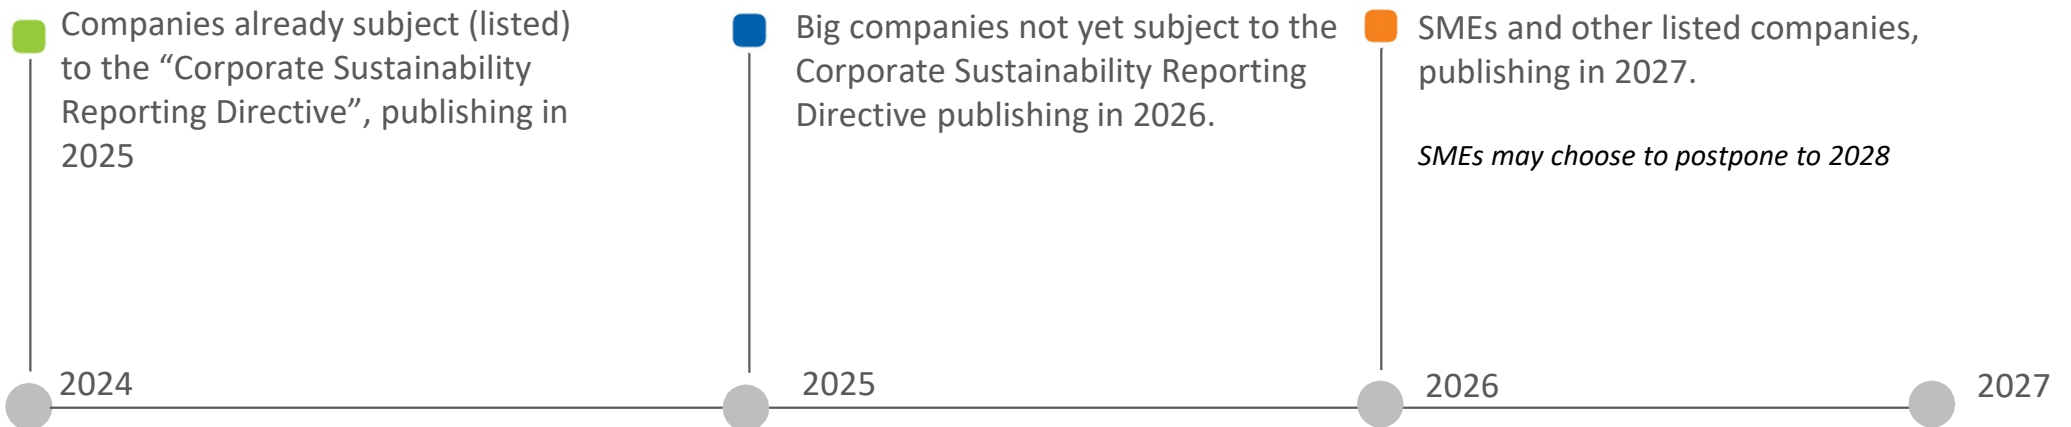 Companies already subject (listed)
to the “Corporate Sustainability
Reporting Directive”, publishing in
2025
Big companies not yet subject to the
Corporate Sustainability Reporting
Directive publishing in 2026.
SMEs and other listed companies,
publishing in 2027.
SMEs may choose to postpone to 2028
2024
2025
2026
2027